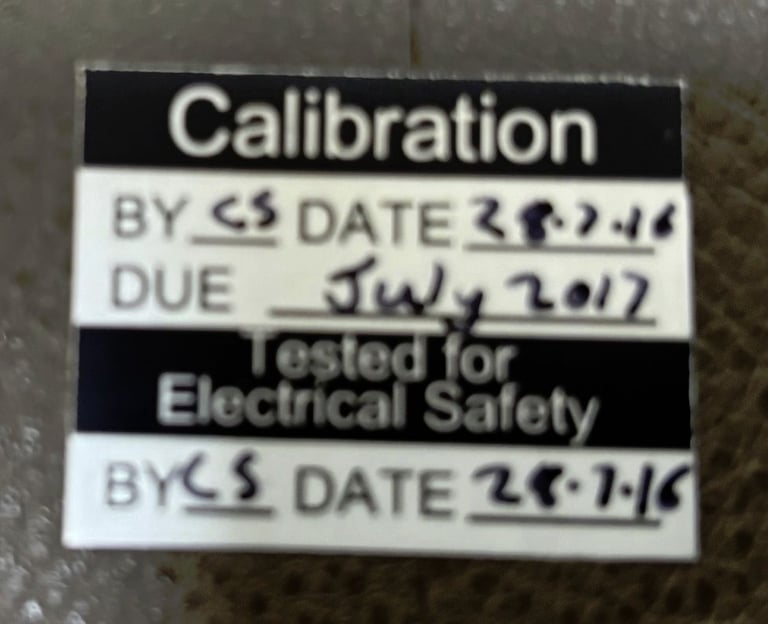 Calibration
BY CS DATE 28.7.16
DUE July 2017
Tested for
Electrical Safety
BY CS DATE 28.7.16